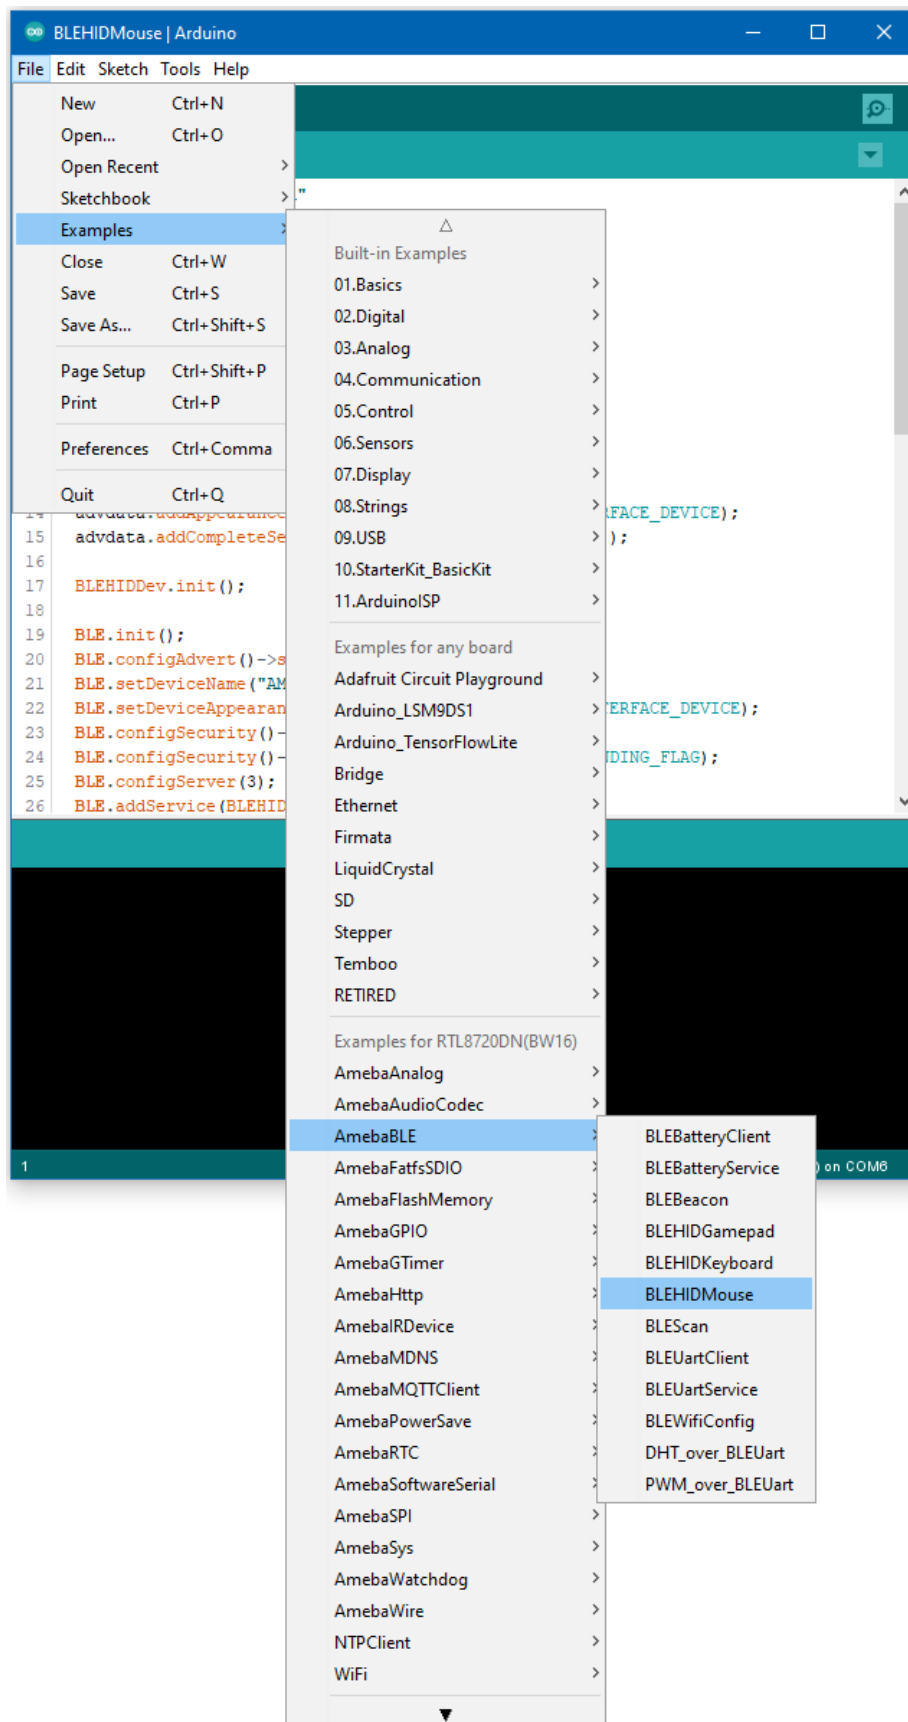 BLEHIDMouse | Arduino
File Edit Sketch Tools Help
New Ctrl+N
Open... Ctrl+O
Open Recent
Sketchbook
Examples
Close Ctrl+W
Save Ctrl+S
Save As... Ctrl+Shift+S
Page Setup Ctrl+Shift+P
Print Ctrl+P
Preferences Ctrl+Comma
Quit Ctrl+Q
"
Built-in Examples
01.Basics
02.Digital
03.Analog
04.Communication
05.Control
06.Sensors
07.Display
08.Strings
09.USB
10.StarterKit_BasicKit
11.ArduinoISP
Examples for any board
Adafruit Circuit Playground
Arduino_LSM9DS1
Arduino_TensorFlowLite
Bridge
Ethernet
Firmata
LiquidCrystal
SD
Stepper
Temboo
RETIRED
Examples for RTL8720DN(BW16)
AmebaAnalog
AmebaAudioCodec
AmebaBLE
AmebaFatfsSDIO
AmebaFlashMemory
AmebaGPIO
AmebaGTimer
AmebaHttp
AmebaIRDevice
AmebaMDNS
AmebaMQTTClient
AmebaPowerSave
AmebaRTC
AmebaSoftwareSerial
AmebaSPI
AmebaSys
AmebaWatchdog
AmebaWire
NTPClient
WiFi
BLEBatteryClient
BLEBatteryService
BLEBeacon
BLEHIDGamepad
BLEHIDKeyboard
BLEHIDMouse
BLEScan
BLEUartClient
BLEUartService
BLEWifiConfig
DHT_over_BLEUart
PWM_over_BLEUart
14 advdata.addAppearance RFACE_DEVICE);
15 advdata.addCompleteSe );
16
17 BLEHIDDev.init();
18
19 BLE.init();
20 BLE.configAdvert()->s
21 BLE.setDeviceName("AM
22 BLE.setDeviceAppearan TERFACE_DEVICE);
23 BLE.configSecurity()-
24 BLE.configSecurity()- NDING_FLAG);
25 BLE.configServer(3);
26 BLE.addService(BLEHID
1 ) on COM6